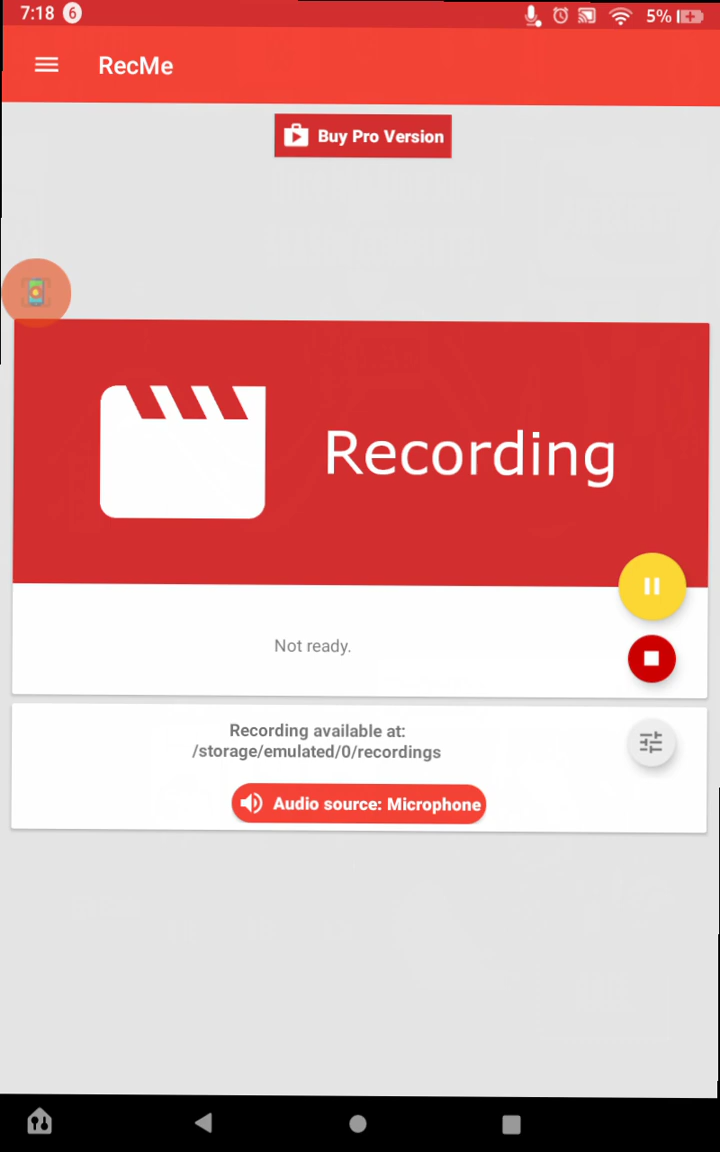 7:18 6 5%
RecMe
Buy Pro Version
Recording
Not ready.
Recording available at:
/storage/emulated/0/recordings
Audio source: Microphone